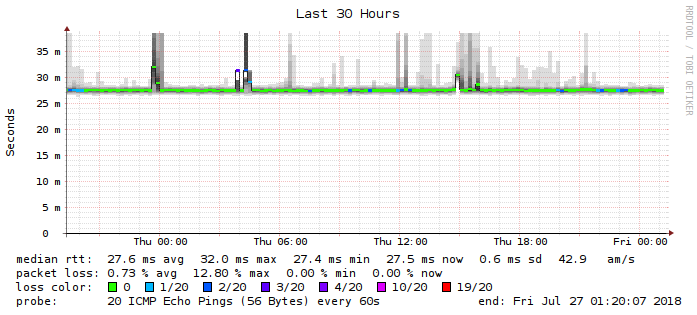 Last 30 Hours
RRDTOOL / TOBI OETIKER
Seconds
35 m
30 m
25 m
20 m
15 m
10 m
5 m
0
Thu 00:00 Thu 06:00 Thu 12:00 Thu 18:00 Fri 00:00
median rtt: 27.6 ms avg 32.0 ms max 27.4 ms min 27.5 ms now 0.6 ms sd 42.9 am/s
packet loss: 0.73 % avg 12.80 % max 0.00 % min 0.00 % now
loss color: 0 1/20 2/20 3/20 4/20 10/20 19/20
probe: 20 ICMP Echo Pings (56 Bytes) every 60s end: Fri Jul 27 01:20:07 2018